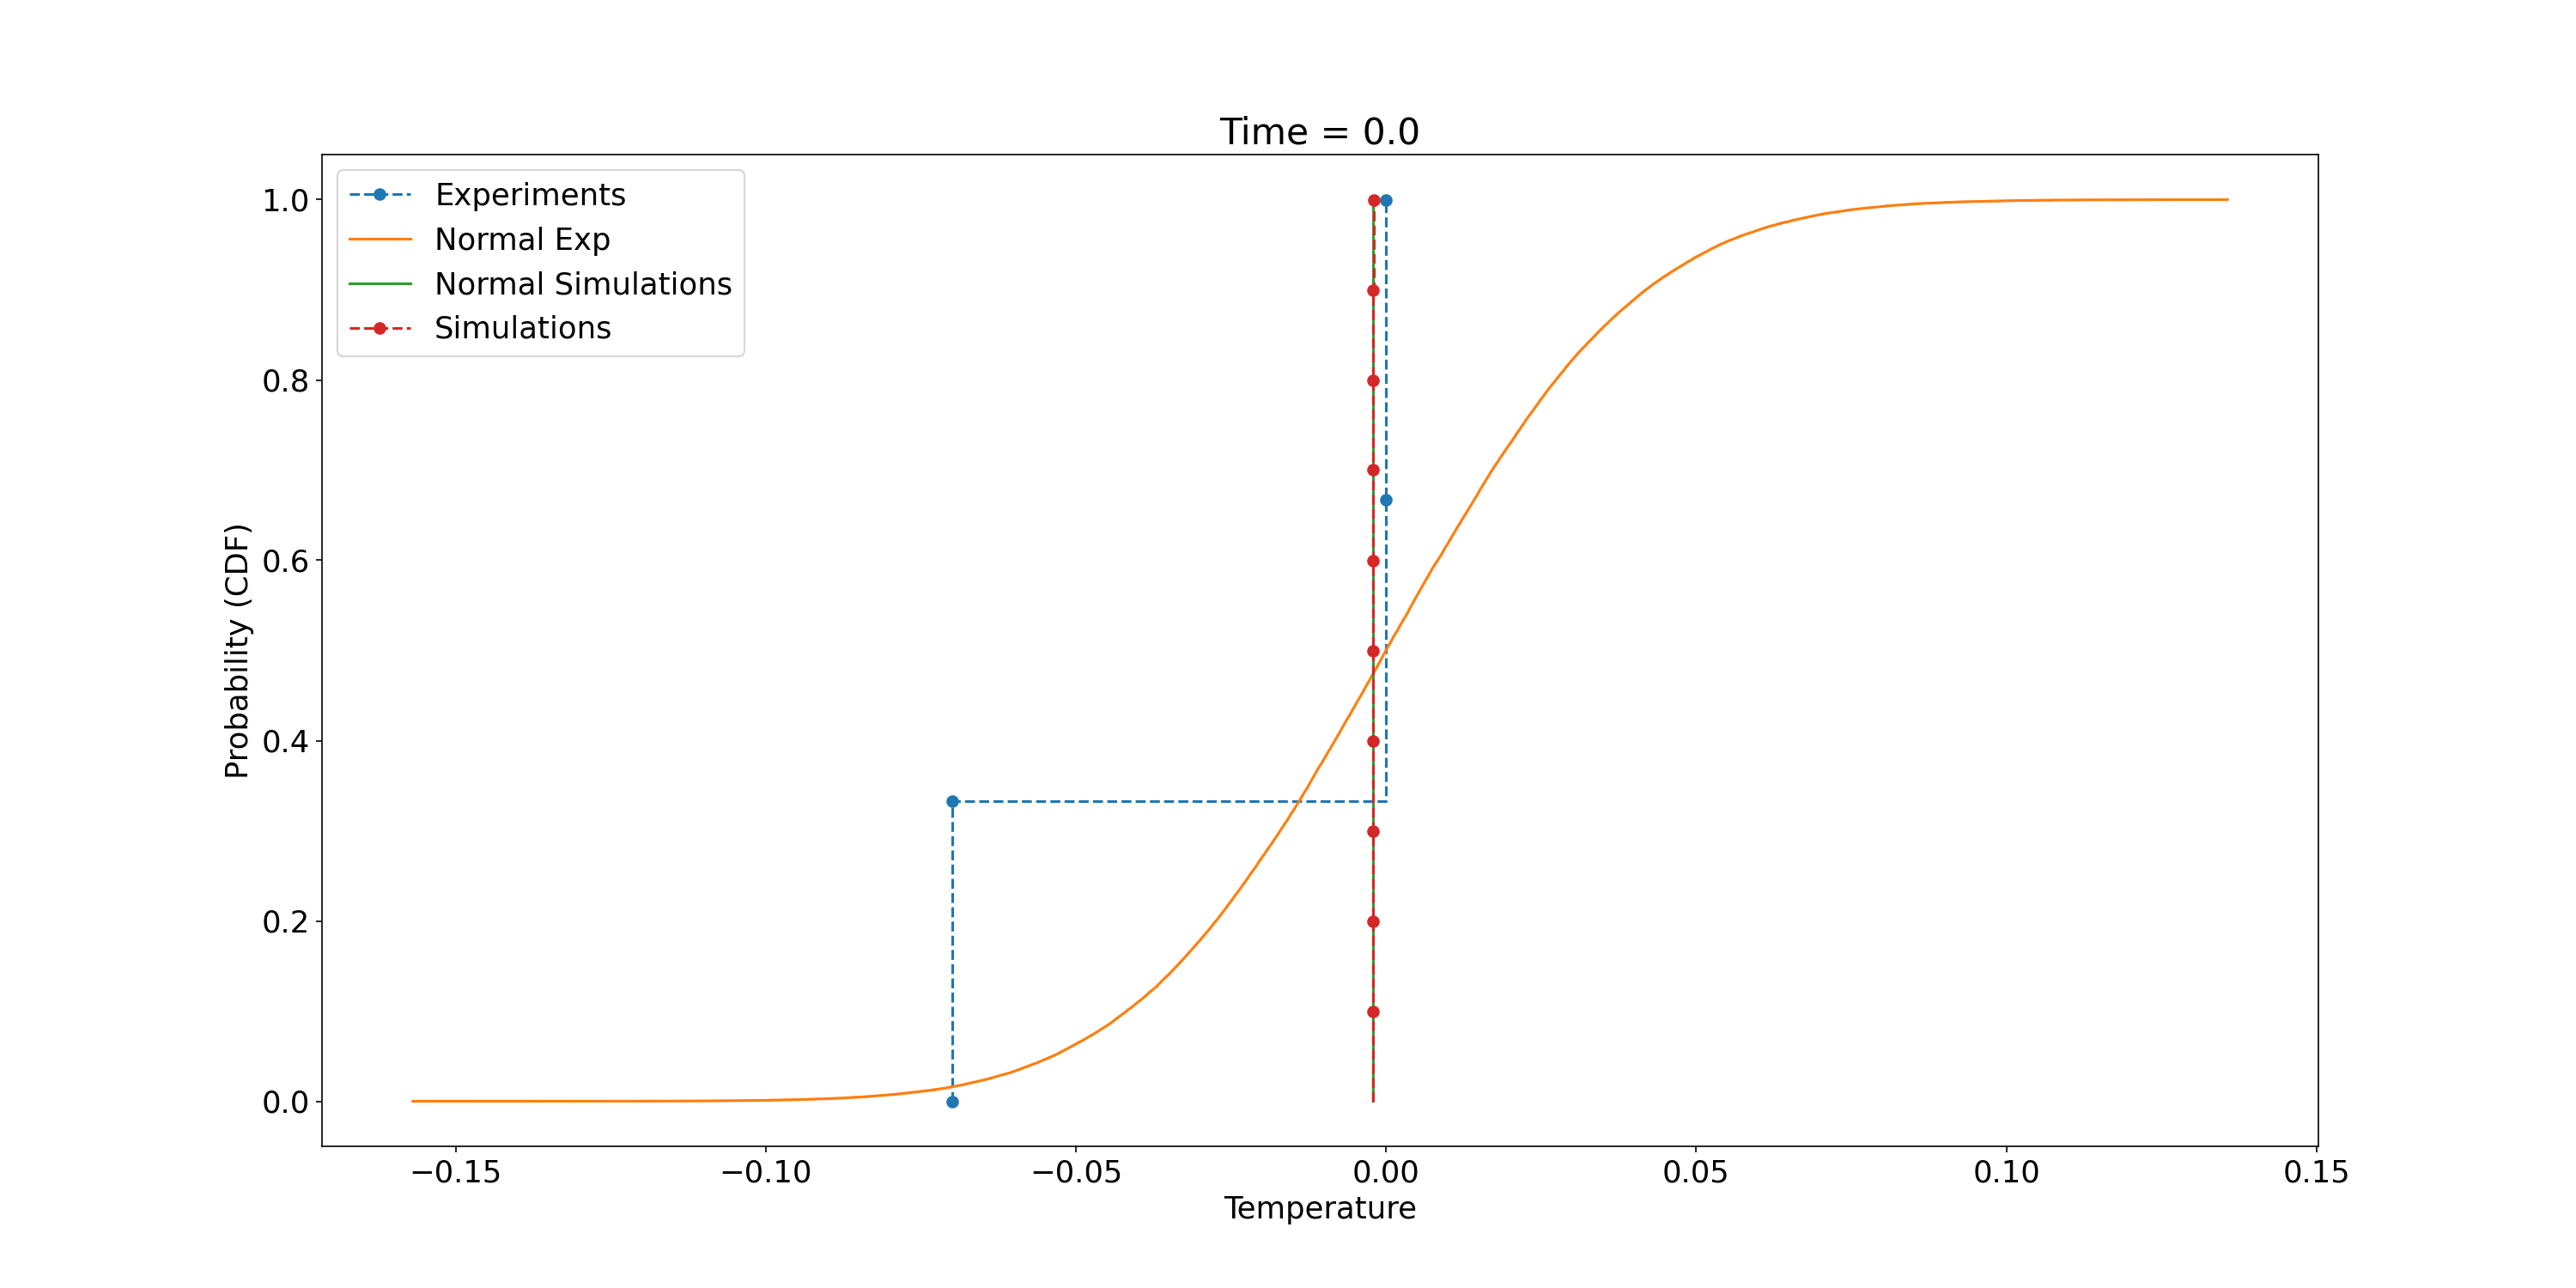 Time = 0.0
Experiments
Normal Exp
Normal Simulations
Simulations
Probability (CDF)
1.0
0.8
0.6
0.4
0.2
0.0
−0.15 −0.10 −0.05 0.00 0.05 0.10 0.15
Temperature